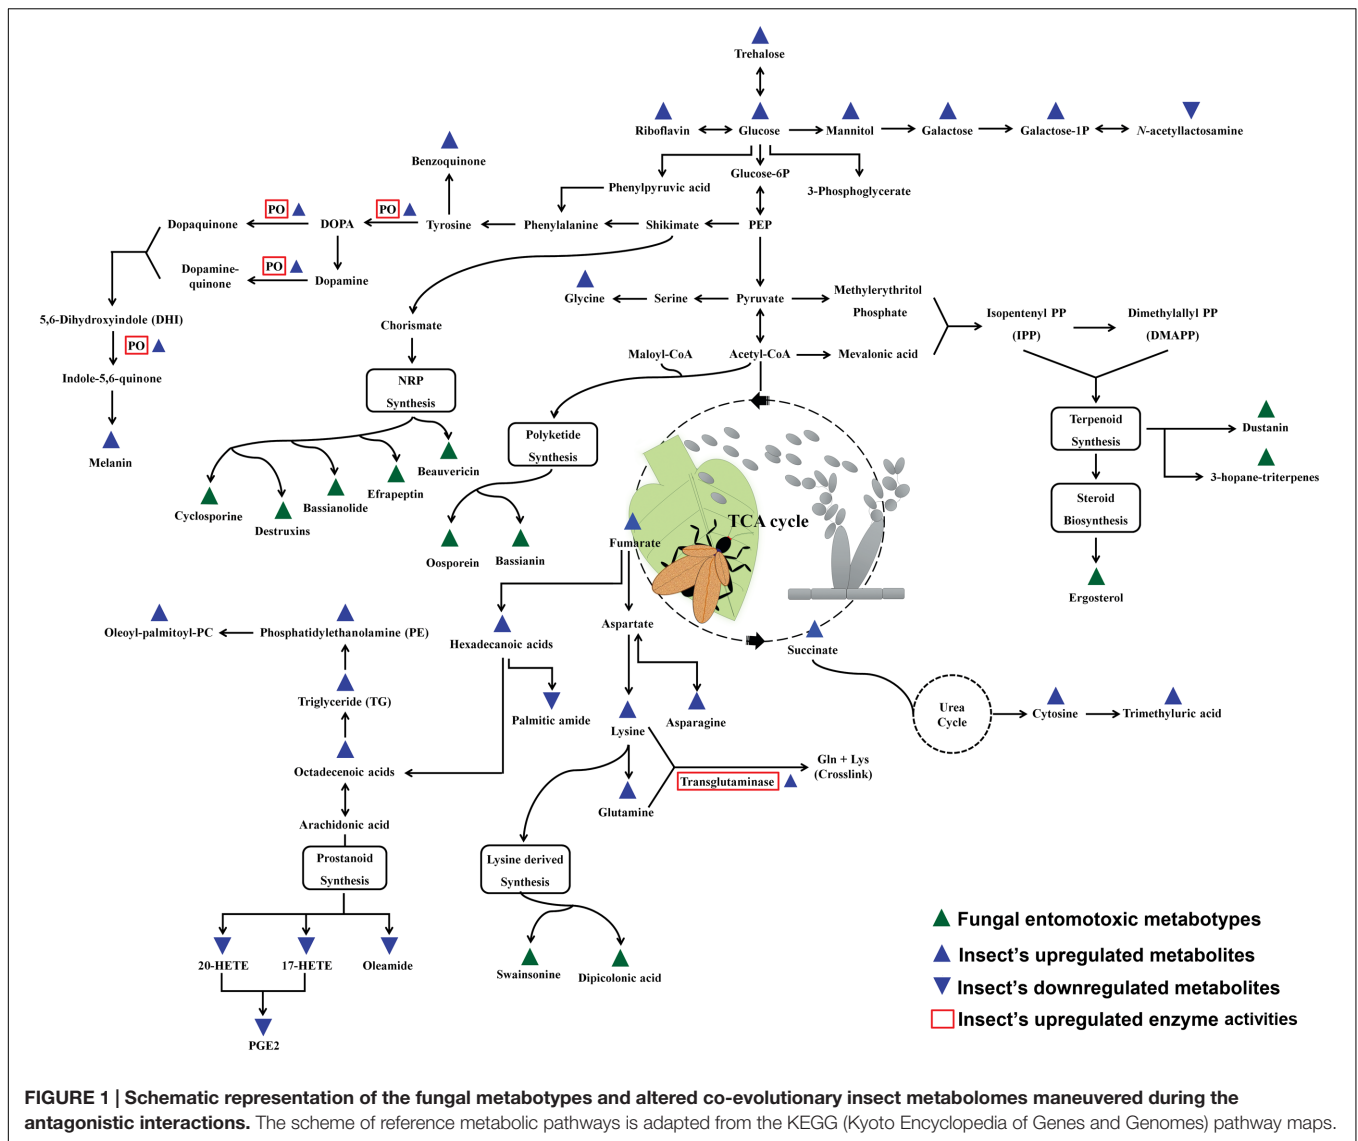 Trehalose
Riboflavin
Glucose
Mannitol
Galactose
Galactose-1P
N-acetyllactosamine
Benzoquinone
Phenylpyruvic acid
Glucose-6P
3-Phosphoglycerate
Dopaquinone
PO
DOPA
PO
Tyrosine
Phenylalanine
Shikimate
PEP
Dopamine-
quinone
PO
Dopamine
Glycine
Serine
Pyruvate
Methylerythritol
Phosphate
5,6-Dihydroxyindole (DHI)
Chorismate
Isopentenyl PP
(IPP)
Dimethylallyl PP
(DMAPP)
PO
Maloyl-CoA
Acetyl-CoA
Mevalonic acid
Indole-5,6-quinone
NRP
Synthesis
Melanin
Polyketide
Synthesis
Terpenoid
Synthesis
Dustanin
3-hopane-triterpenes
Beauvericin
Efrapeptin
Bassianolide
Cyclosporine
Destruxins
Steroid
Biosynthesis
TCA cycle
Fumarate
Oosporein
Bassianin
Ergosterol
Oleoyl-palmitoyl-PC
Phosphatidylethanolamine (PE)
Hexadecanoic acids
Aspartate
Succinate
Triglyceride (TG)
Palmitic amide
Asparagine
Lysine
Urea
Cycle
Cytosine
Trimethyluric acid
Octadecenoic acids
Gln + Lys
(Crosslink)
Transglutaminase
Glutamine
Arachidonic acid
Prostanoid
Synthesis
Lysine derived
Synthesis
20-HETE
17-HETE
Oleamide
Swainsonine
Dipicolonic acid
PGE2
Fungal entomotoxic metabotypes
Insect's upregulated metabolites
Insect's downregulated metabolites
Insect's upregulated enzyme activities
FIGURE 1 | Schematic representation of the fungal metabotypes and altered co-evolutionary insect metabolomes maneuvered during the
antagonistic interactions. The scheme of reference metabolic pathways is adapted from the KEGG (Kyoto Encyclopedia of Genes and Genomes) pathway maps.